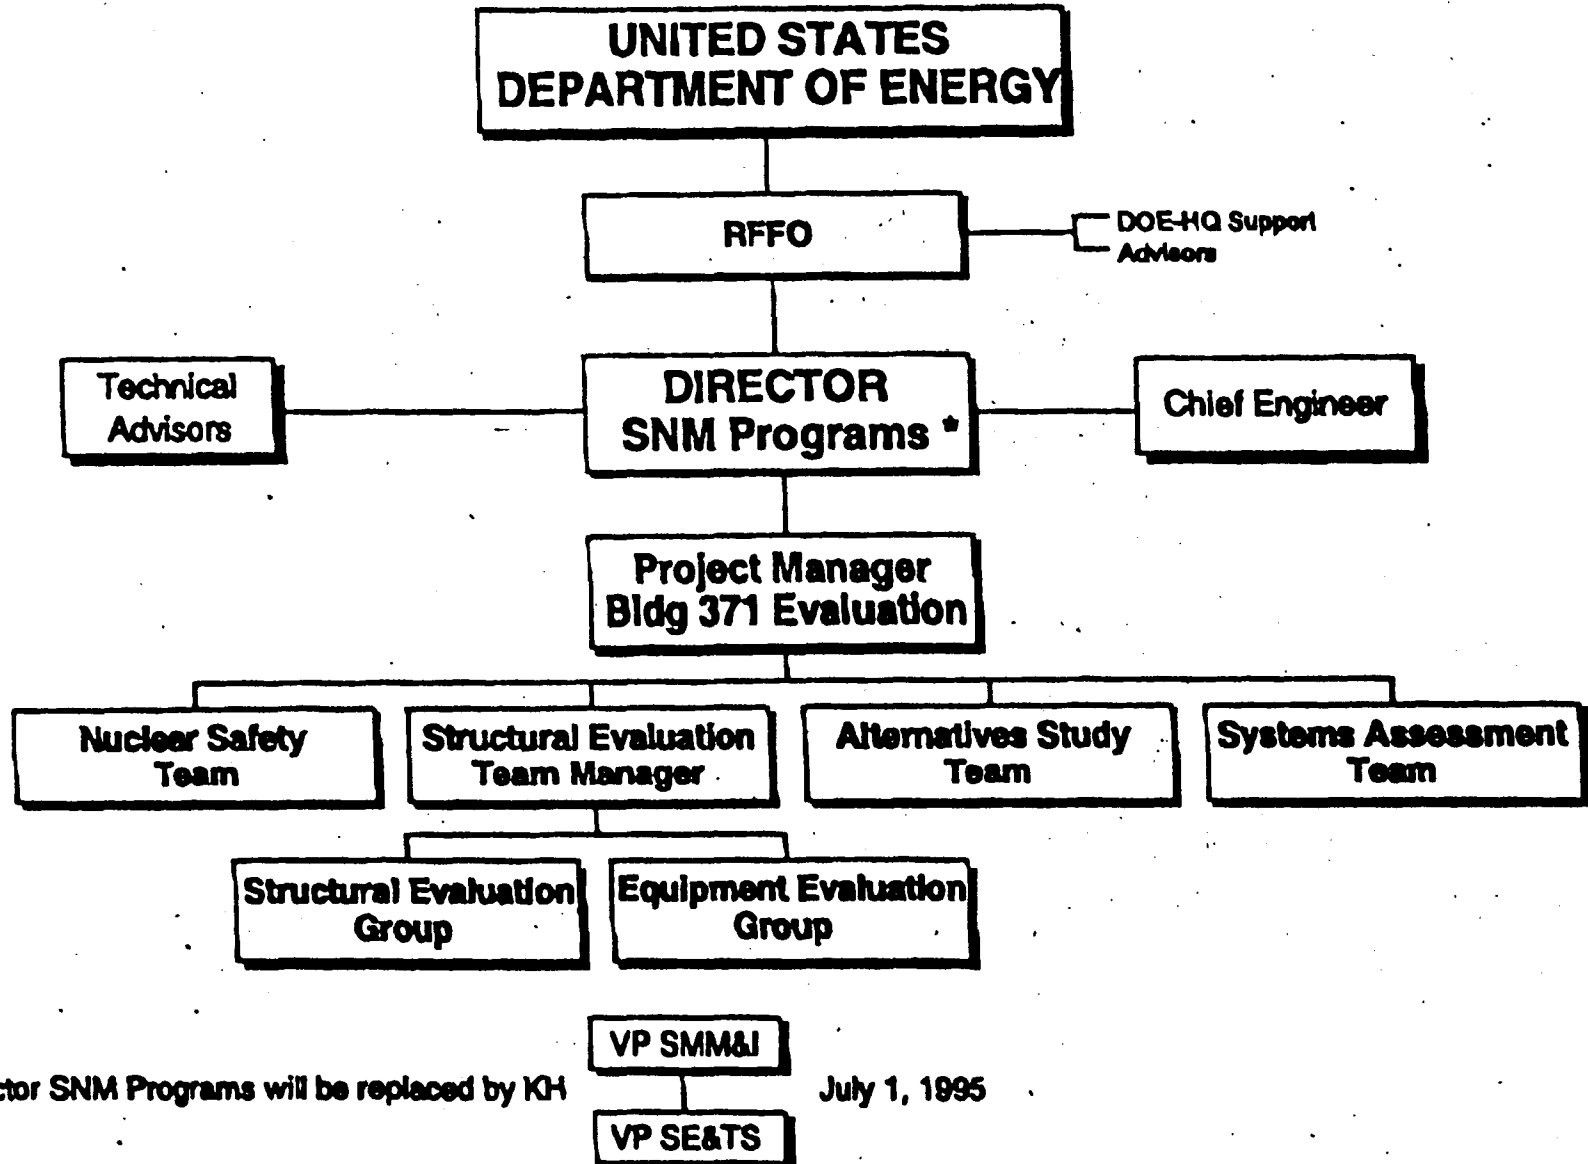 UNITED STATES
DEPARTMENT OF ENERGY
RFFO
DOE-HQ Support
Advisors
Technical
Advisors
DIRECTOR
SNM Programs *
Chief Engineer
Project Manager
Bldg 371 Evaluation
Nuclear Safety
Team
Structural Evaluation
Team Manager
Alternatives Study
Team
Systems Assessment
Team
Structural Evaluation
Group
Equipment Evaluation
Group
VP SMM&I
ctor SNM Programs will be replaced by KH
July 1, 1995
VP SE&TS